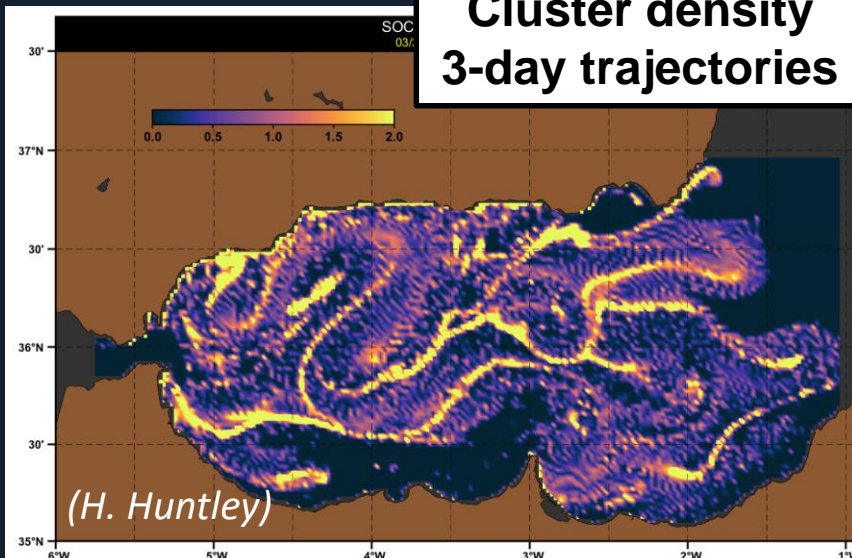 Cluster density
3-day trajectories
SOC
03/
0.0 0.5 1.0 1.5 2.0
30'
37°N
30'
36°N
30'
35°N
6°W 5°W 4°W 3°W 2°W
(H. Huntley)